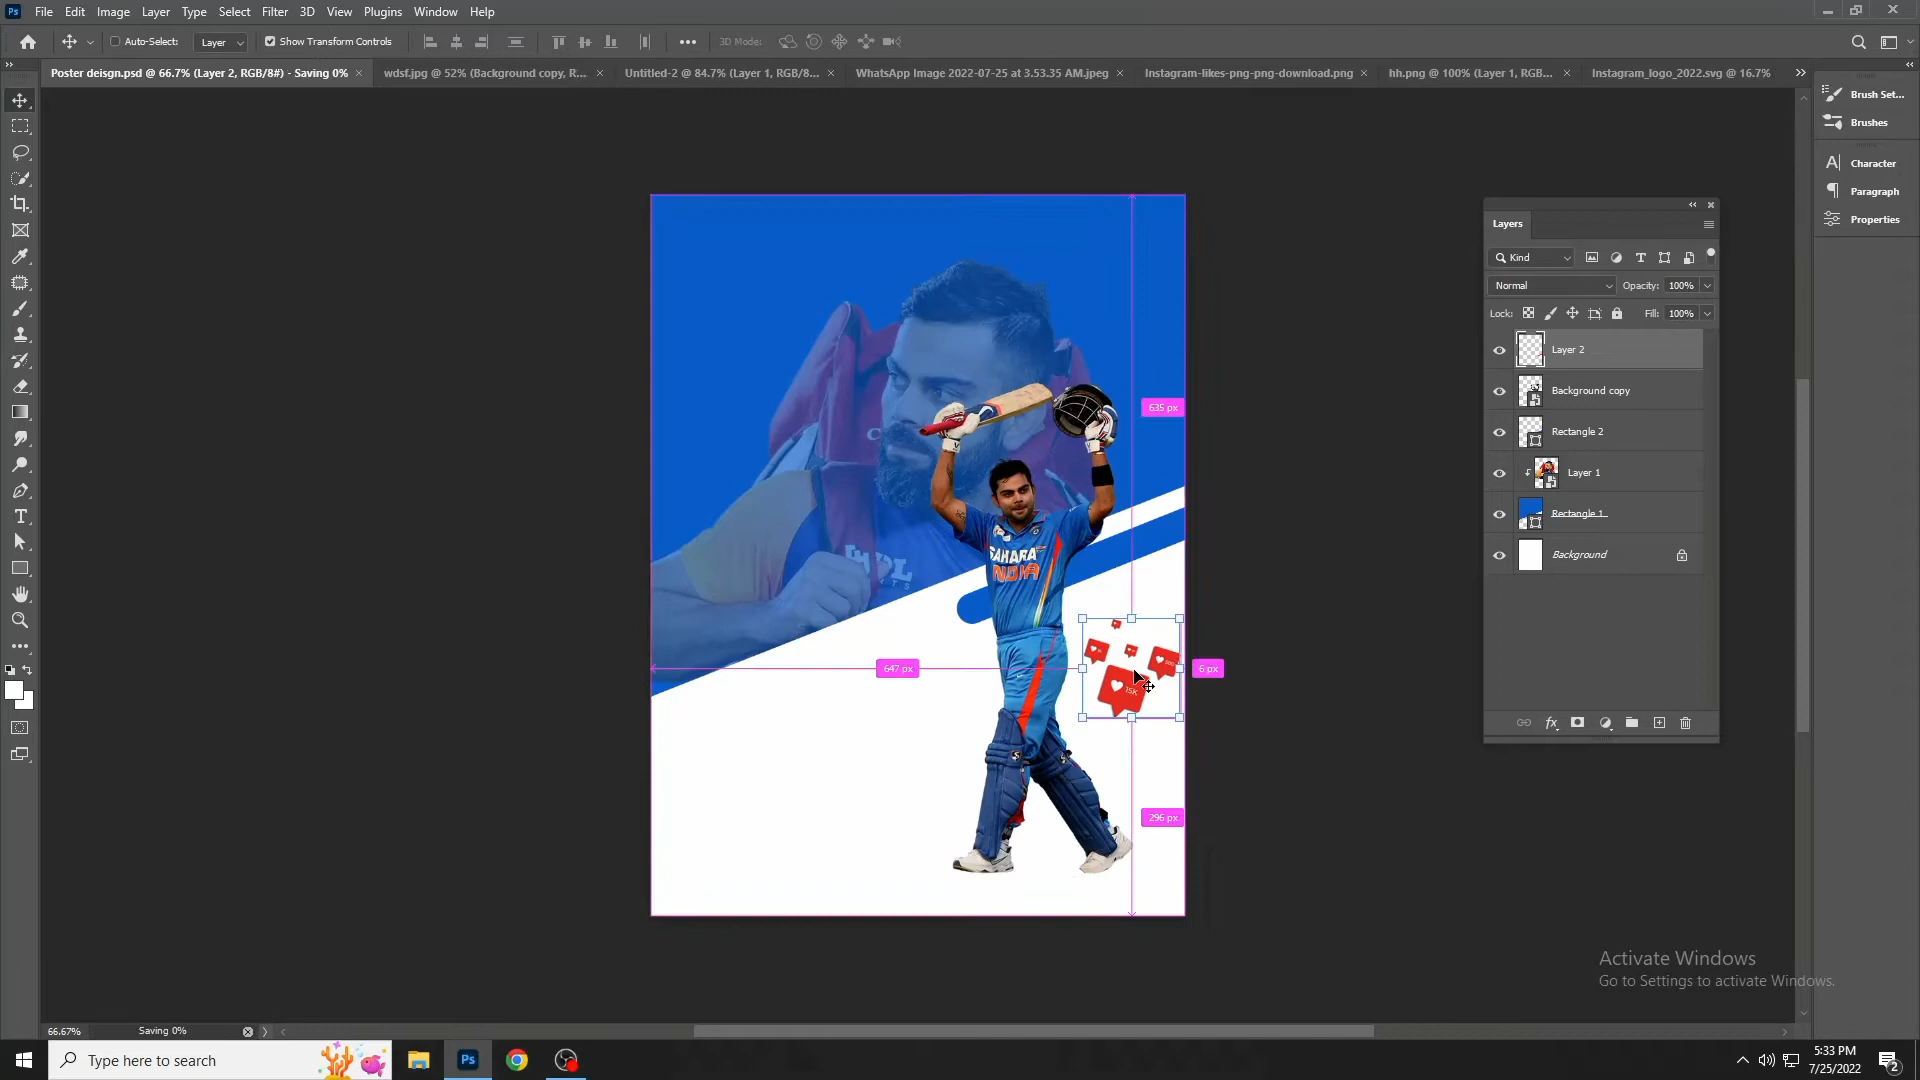 Ps File Edit Image Layer Type Select Filter 3D View Plugins Window Help
Auto-Select: Layer Show Transform Controls 3D Mode:
Poster deisgn.psd @ 66.7% (Layer 2, RGB/8#) - Saving 0% × wdsf.jpg @ 52% (Background copy, R... × Untitled-2 @ 84.7% (Layer 1, RGB/8... × WhatsApp Image 2022-07-25 at 3.53.35 AM.jpeg × Instagram-likes-png-png-download.png × hh.png @ 100% (Layer 1, RGB... × Instagram_logo_2022.svg @ 16.7%
Brush Set...
Brushes
Character
Paragraph
Properties
Layers
Kind
Normal Opacity: 100%
Lock: Fill: 100%
Layer 2
Background copy
Rectangle 2
Layer 1
Rectangle 1
Background
fx
635 px
SAHARA
INDIA
647 px
6 px
15K
296 px
Activate Windows
Go to Settings to activate Windows.
66.67% Saving 0%
Type here to search
Ps
5:33 PM
7/25/2022
2